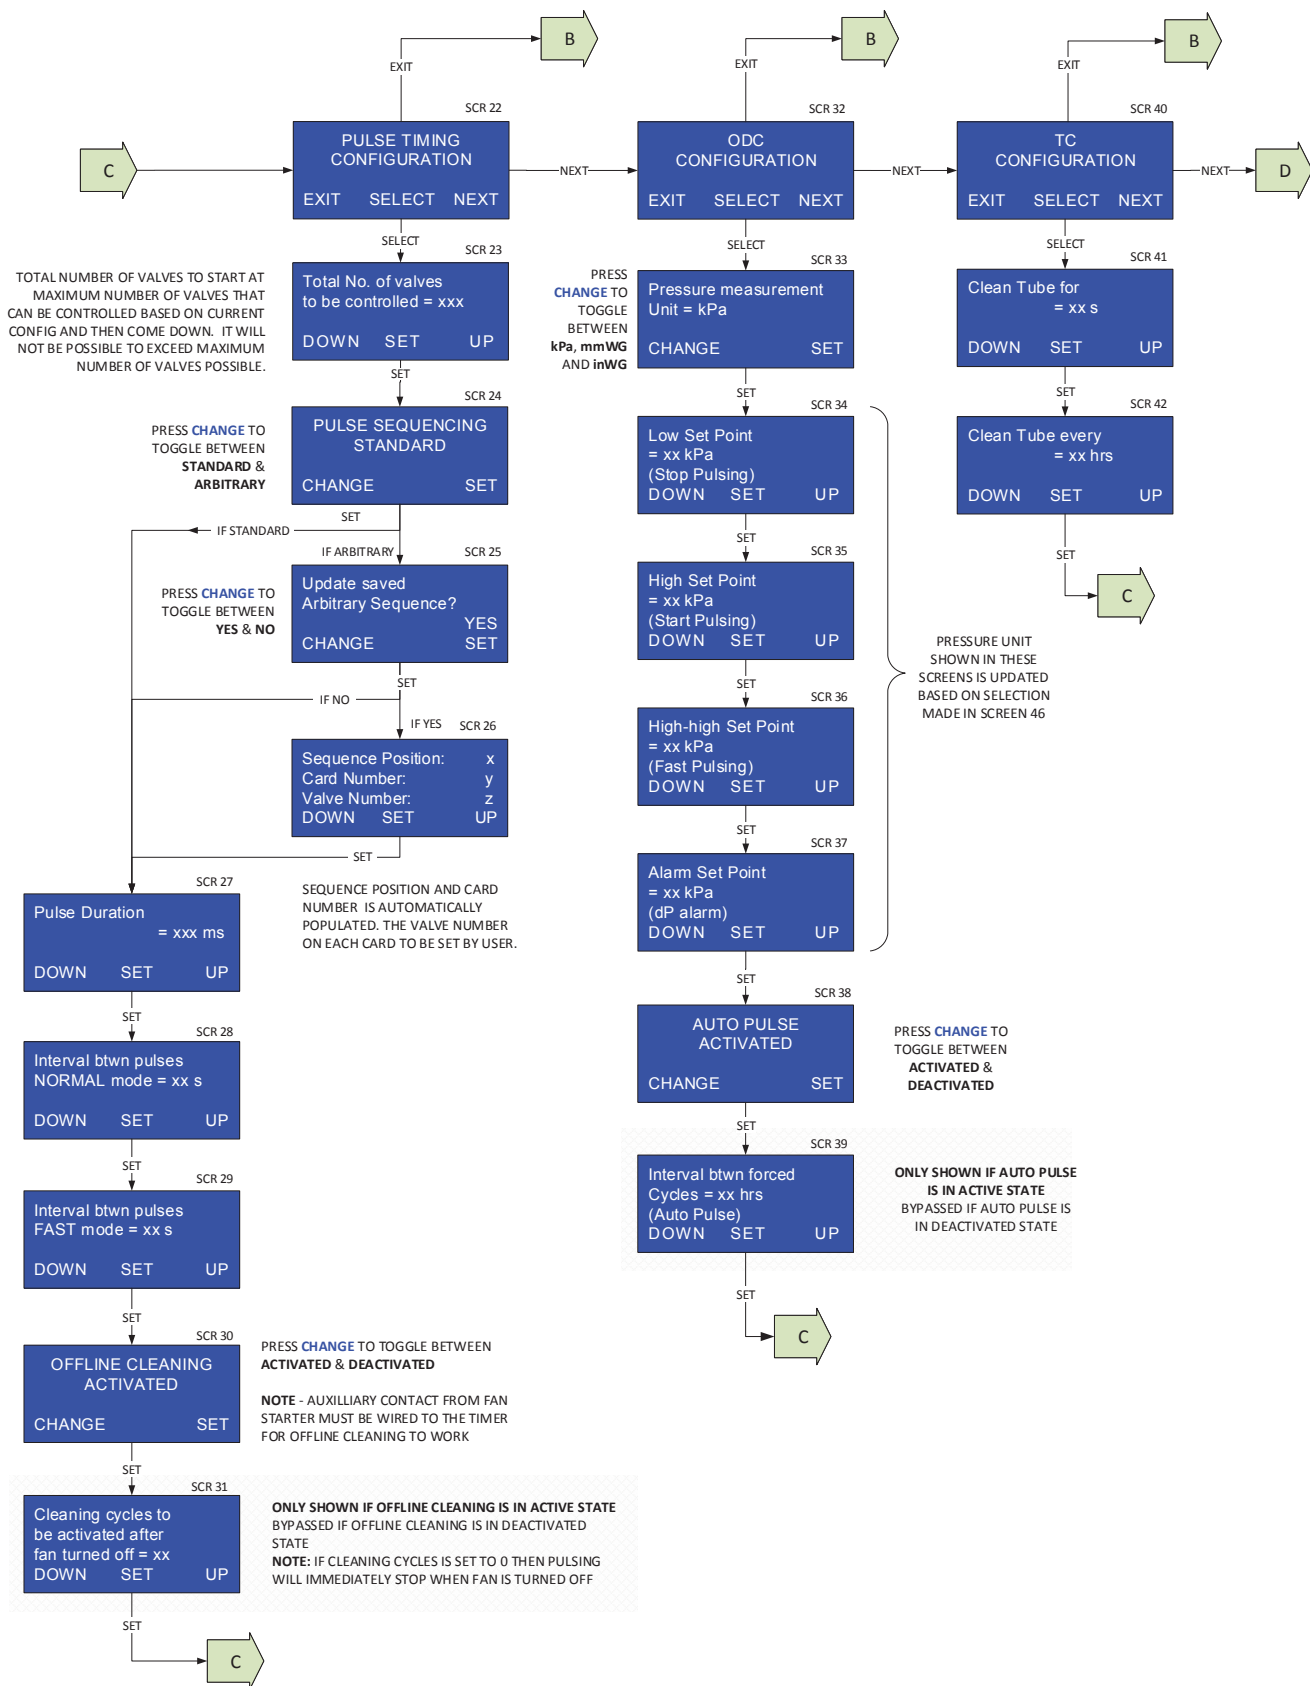 B
EXIT
SCR 22
PULSE TIMING
CONFIGURATION
EXIT SELECT NEXT
C
NEXT
B
EXIT
SCR 32
ODC
CONFIGURATION
EXIT SELECT NEXT
NEXT
B
EXIT
SCR 40
TC
CONFIGURATION
EXIT SELECT NEXT
NEXT
D
SELECT
SCR 23
Total No. of valves
to be controlled = xxx
DOWN SET UP
TOTAL NUMBER OF VALVES TO START AT
MAXIMUM NUMBER OF VALVES THAT
CAN BE CONTROLLED BASED ON CURRENT
CONFIG AND THEN COME DOWN. IT WILL
NOT BE POSSIBLE TO EXCEED MAXIMUM
NUMBER OF VALVES POSSIBLE.
SET
SCR 24
PULSE SEQUENCING
STANDARD
CHANGE SET
PRESS CHANGE TO
TOGGLE BETWEEN
STANDARD &
ARBITRARY
SET
IF STANDARD
IF ARBITRARY
SCR 25
Update saved
Arbitrary Sequence?
YES
CHANGE SET
PRESS CHANGE TO
TOGGLE BETWEEN
YES & NO
SET
IF NO
IF YES
SCR 26
Sequence Position: x
Card Number: y
Valve Number: z
DOWN SET UP
SET
SEQUENCE POSITION AND CARD
NUMBER IS AUTOMATICALLY
POPULATED. THE VALVE NUMBER
ON EACH CARD TO BE SET BY USER.
SCR 27
Pulse Duration
= xxx ms
DOWN SET UP
SET
SCR 28
Interval btwn pulses
NORMAL mode = xx s
DOWN SET UP
SET
SCR 29
Interval btwn pulses
FAST mode = xx s
DOWN SET UP
SET
SCR 30
OFFLINE CLEANING
ACTIVATED
CHANGE SET
PRESS CHANGE TO TOGGLE BETWEEN
ACTIVATED & DEACTIVATED
NOTE - AUXILLIARY CONTACT FROM FAN
STARTER MUST BE WIRED TO THE TIMER
FOR OFFLINE CLEANING TO WORK
SET
SCR 31
Cleaning cycles to
be activated after
fan turned off = xx
DOWN SET UP
ONLY SHOWN IF OFFLINE CLEANING IS IN ACTIVE STATE
BYPASSED IF OFFLINE CLEANING IS IN DEACTIVATED
STATE
NOTE: IF CLEANING CYCLES IS SET TO 0 THEN PULSING
WILL IMMEDIATELY STOP WHEN FAN IS TURNED OFF
SET
C
SELECT
SCR 33
Pressure measurement
Unit = kPa
CHANGE SET
PRESS
CHANGE TO
TOGGLE
BETWEEN
kPa, mmWG
AND inWG
SET
SCR 34
Low Set Point
= xx kPa
(Stop Pulsing)
DOWN SET UP
SET
SCR 35
High Set Point
= xx kPa
(Start Pulsing)
DOWN SET UP
SET
SCR 36
High-high Set Point
= xx kPa
(Fast Pulsing)
DOWN SET UP
SET
SCR 37
Alarm Set Point
= xx kPa
(dP alarm)
DOWN SET UP
PRESSURE UNIT
SHOWN IN THESE
SCREENS IS UPDATED
BASED ON SELECTION
MADE IN SCREEN 46
SET
SCR 38
AUTO PULSE
ACTIVATED
CHANGE SET
PRESS CHANGE TO
TOGGLE BETWEEN
ACTIVATED &
DEACTIVATED
SET
SCR 39
Interval btwn forced
Cycles = xx hrs
(Auto Pulse)
DOWN SET UP
ONLY SHOWN IF AUTO PULSE
IS IN ACTIVE STATE
BYPASSED IF AUTO PULSE IS
IN DEACTIVATED STATE
SET
C
SELECT
SCR 41
Clean Tube for
= xx s
DOWN SET UP
SET
SCR 42
Clean Tube every
= xx hrs
DOWN SET UP
SET
C